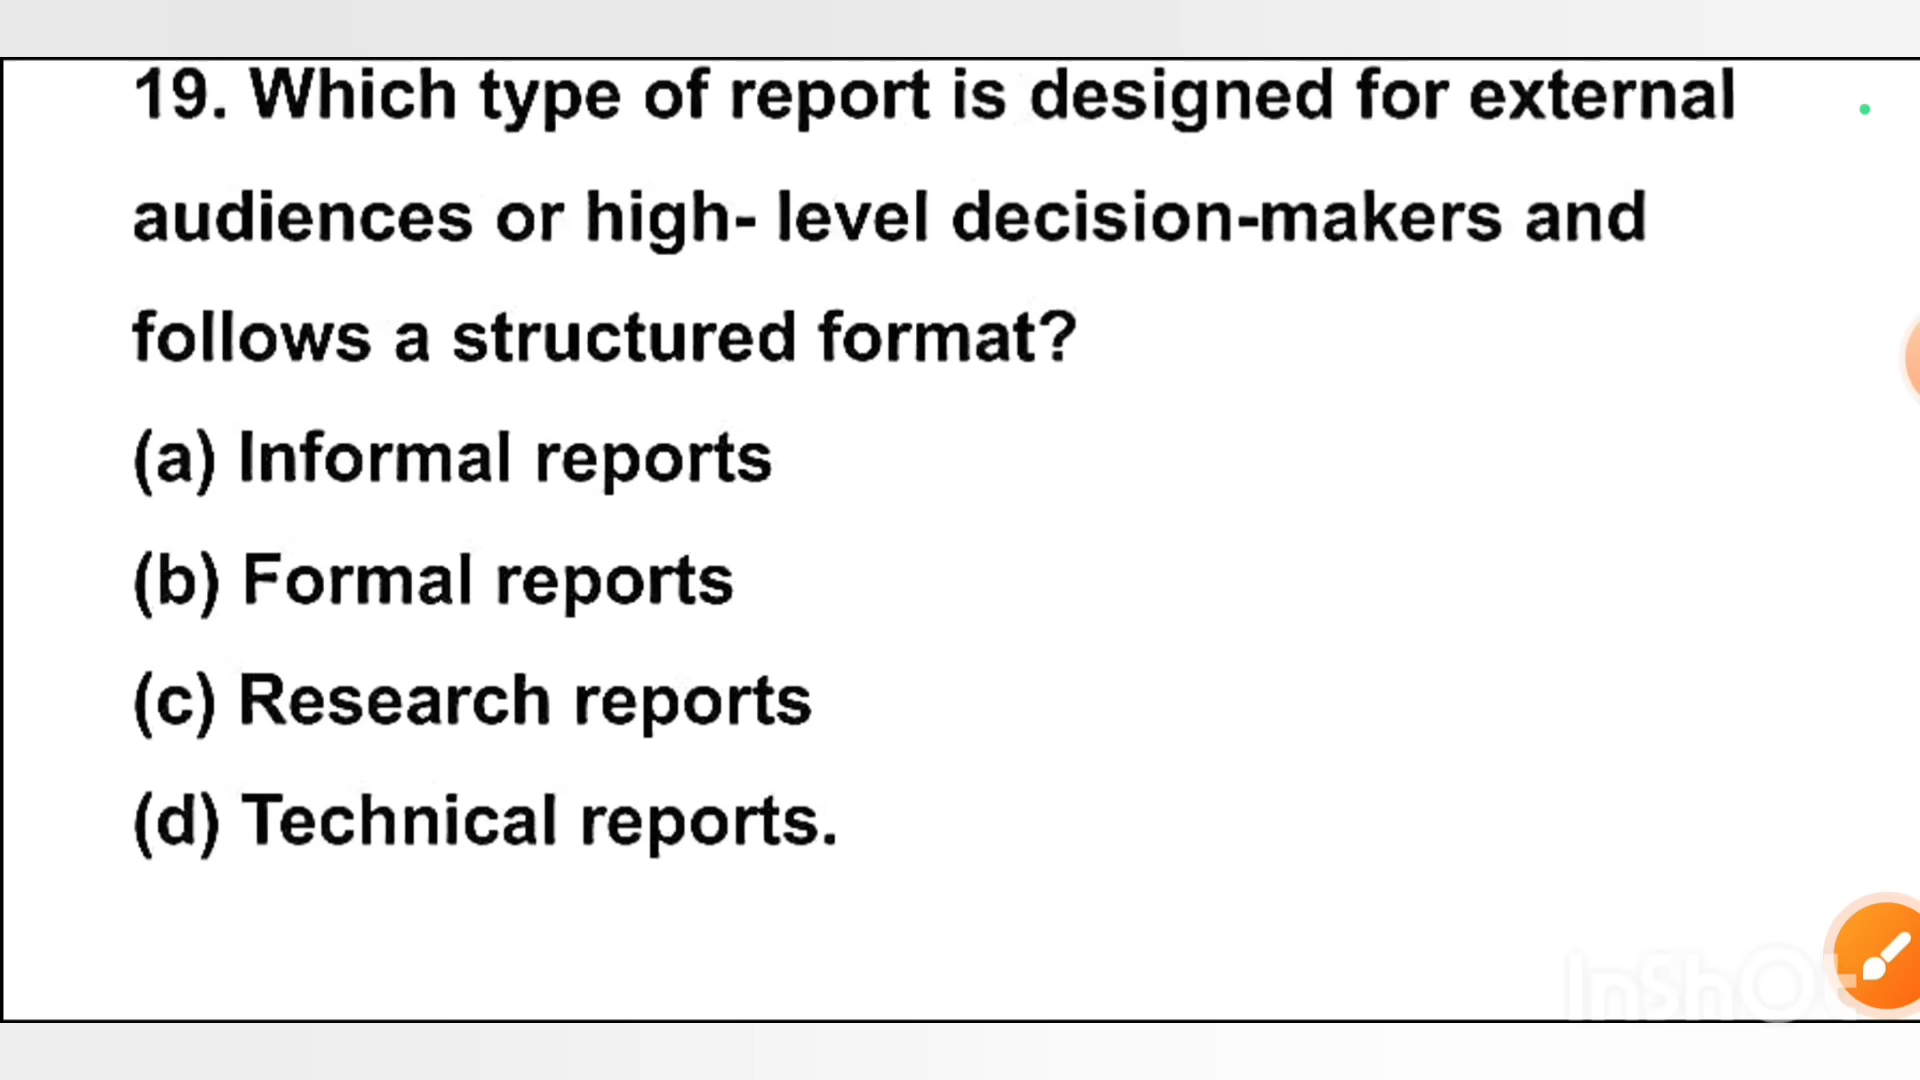 19. Which type of report is designed for external
audiences or high- level decision-makers and
follows a structured format?
(a) Informal reports
(b) Formal reports
(c) Research reports
(d) Technical reports.
InShOt